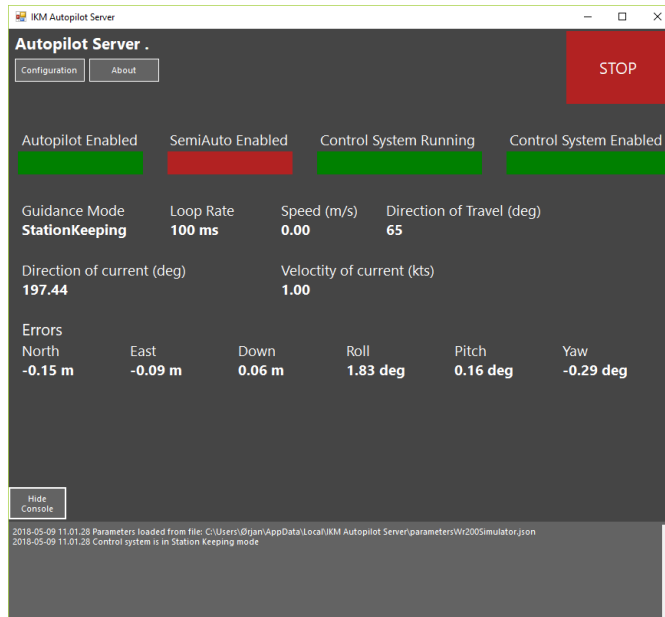 IKM Autopilot Server
Autopilot Server .
Configuration About
STOP
Autopilot Enabled SemiAuto Enabled Control System Running Control System Enabled
Guidance Mode Loop Rate Speed (m/s) Direction of Travel (deg)
StationKeeping 100 ms 0.00 65
Direction of current (deg) Veloctity of current (kts)
197.44 1.00
Errors
North East Down Roll Pitch Yaw
-0.15 m -0.09 m 0.06 m 1.83 deg 0.16 deg -0.29 deg
Hide
Console
2018-05-09 11.01.28 Parameters loaded from file: C:\Users\Ørjan\AppData\Local\IKM Autopilot Server\parametersWr200Simulator.json
2018-05-09 11.01.28 Control system is in Station Keeping mode